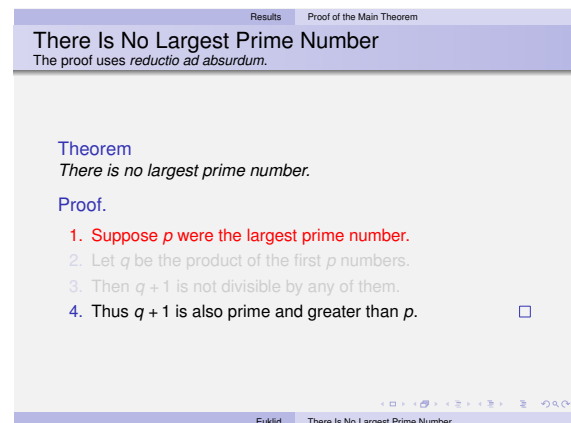 Results Proof of the Main Theorem
There Is No Largest Prime Number
The proof uses reductio ad absurdum.
Theorem
There is no largest prime number.
Proof.
1. Suppose p were the largest prime number.
2. Let q be the product of the first p numbers.
3. Then q + 1 is not divisible by any of them.
4. Thus q + 1 is also prime and greater than p. □
Euklid There Is No Largest Prime Number